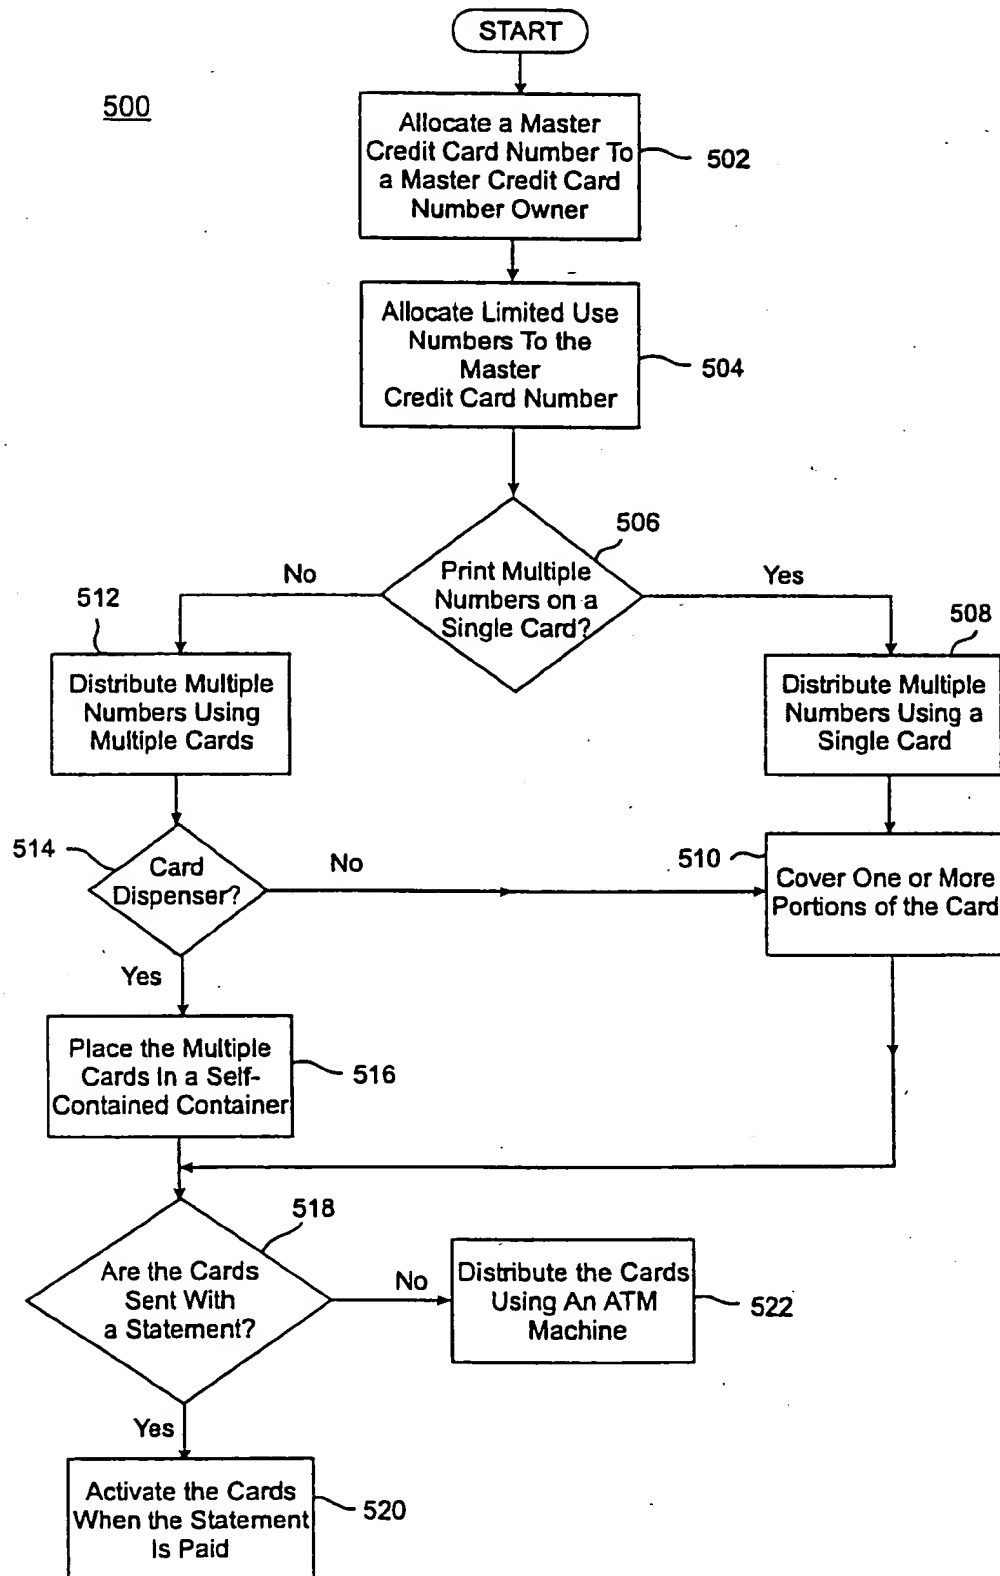 START
500
Allocate a Master
Credit Card Number To
a Master Credit Card
Number Owner
502
Allocate Limited Use
Numbers To the
Master
Credit Card Number
504
506
Print Multiple
Numbers on a
Single Card?
No
Yes
512
508
Distribute Multiple
Numbers Using
Multiple Cards
Distribute Multiple
Numbers Using a
Single Card
514
Card
Dispenser?
No
510
Cover One or More
Portions of the Card
Yes
Place the Multiple
Cards In a Self-
Contained Container
516
518
Are the Cards
Sent With
a Statement?
No
Distribute the Cards
Using An ATM
Machine
522
Yes
Activate the Cards
When the Statement
Is Paid
520